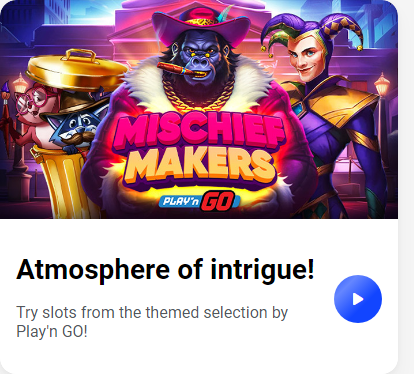 MISCHIEF
MAKERS
PLAY'n GO
Atmosphere of intrigue!
Try slots from the themed selection by
Play'n GO!